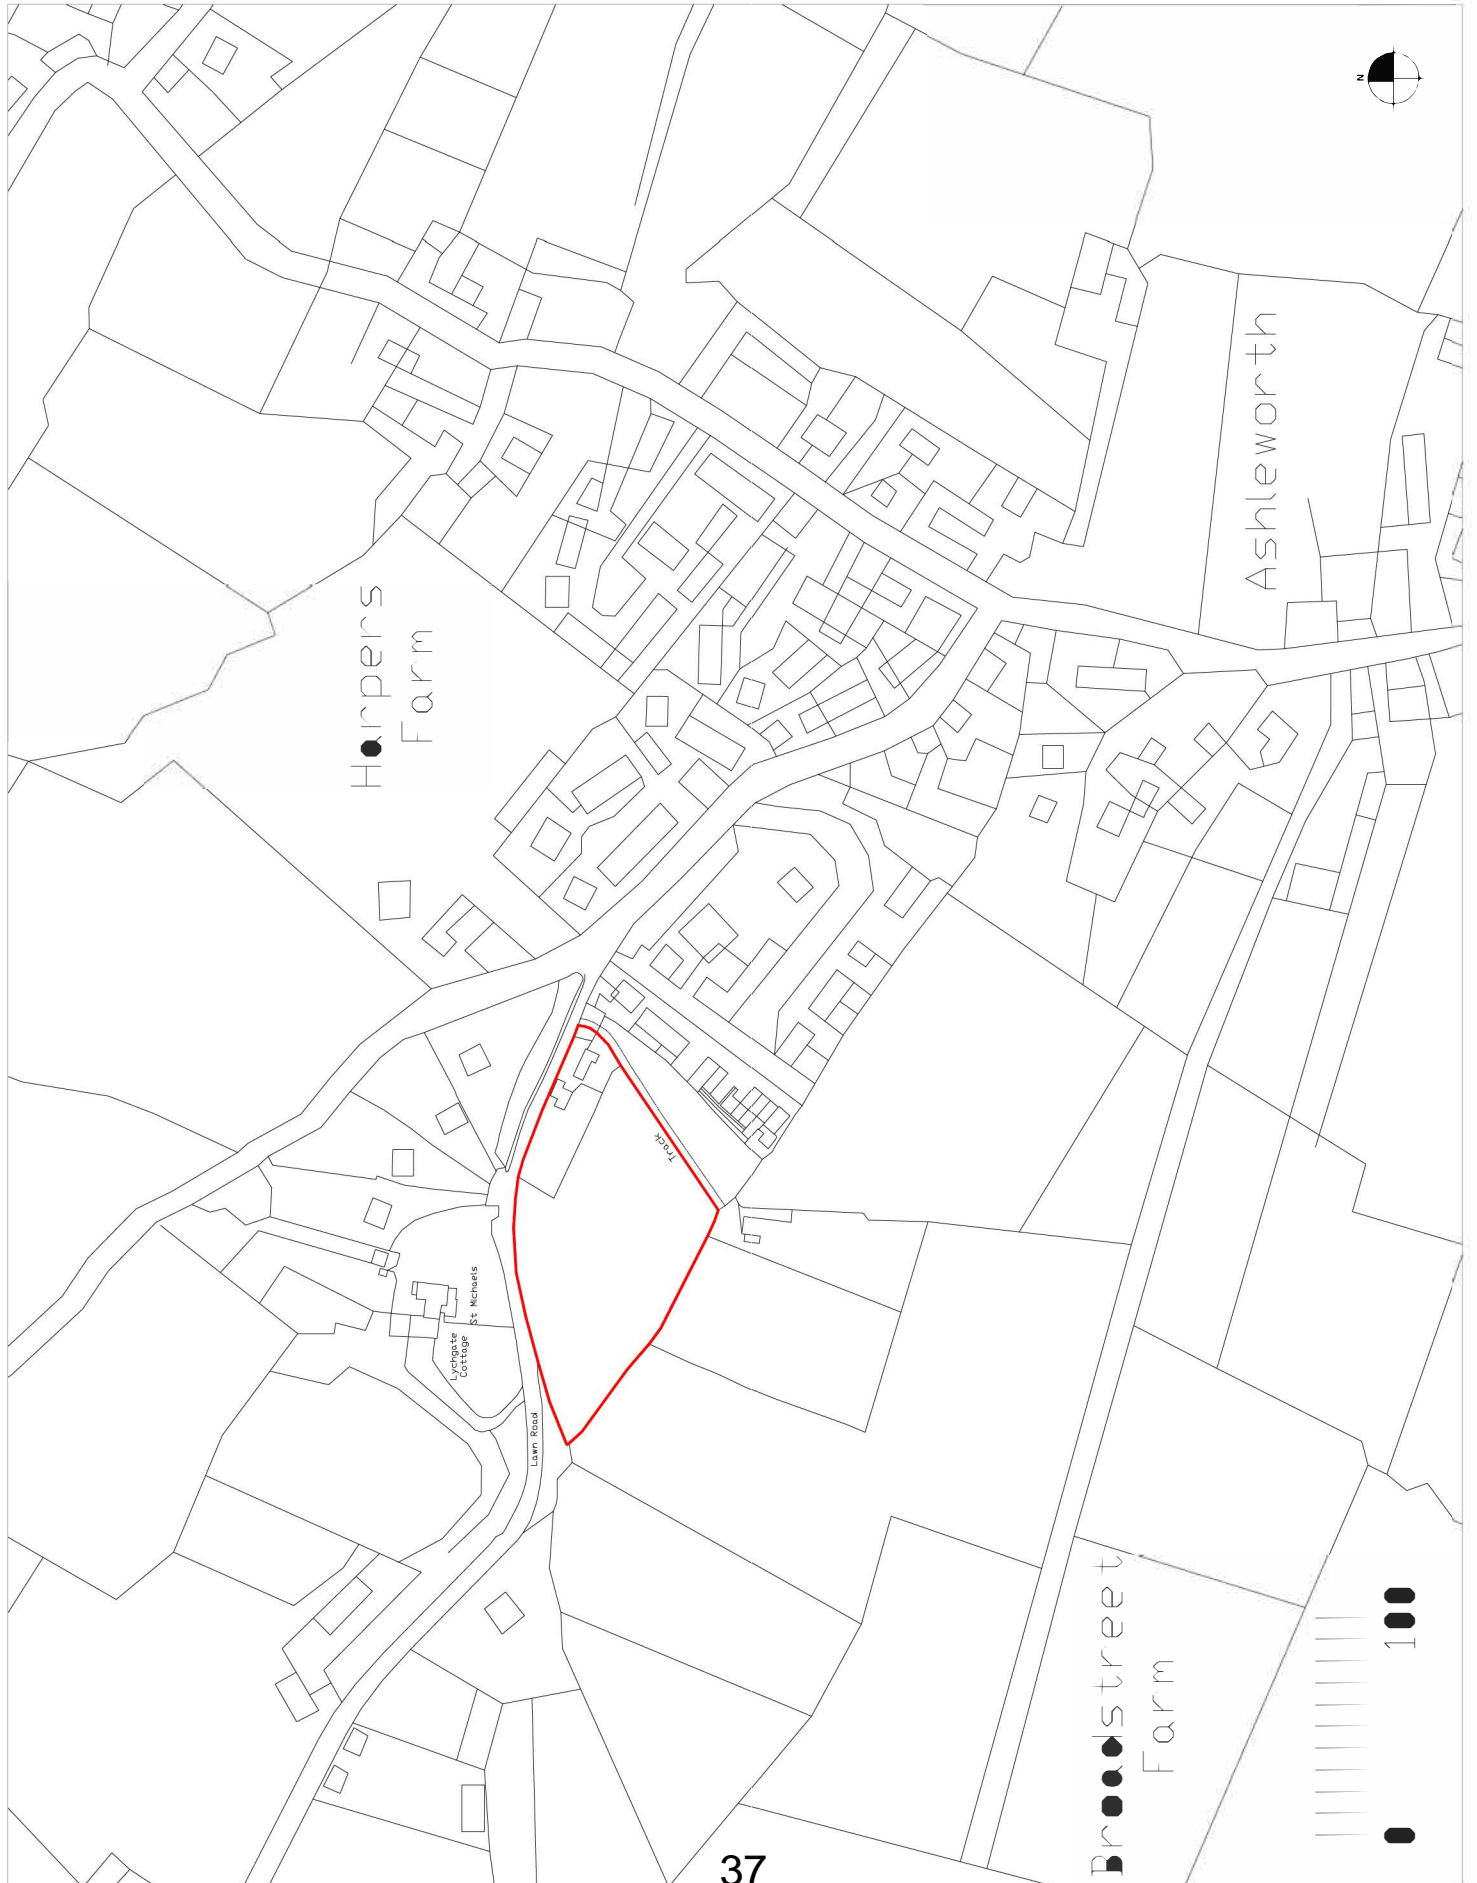 N
Ashleworth
Harpers
Farm
Track
St Michaels
Lychgate
Cottage
Lawn Road
Broadstreet
Farm
0
100
37